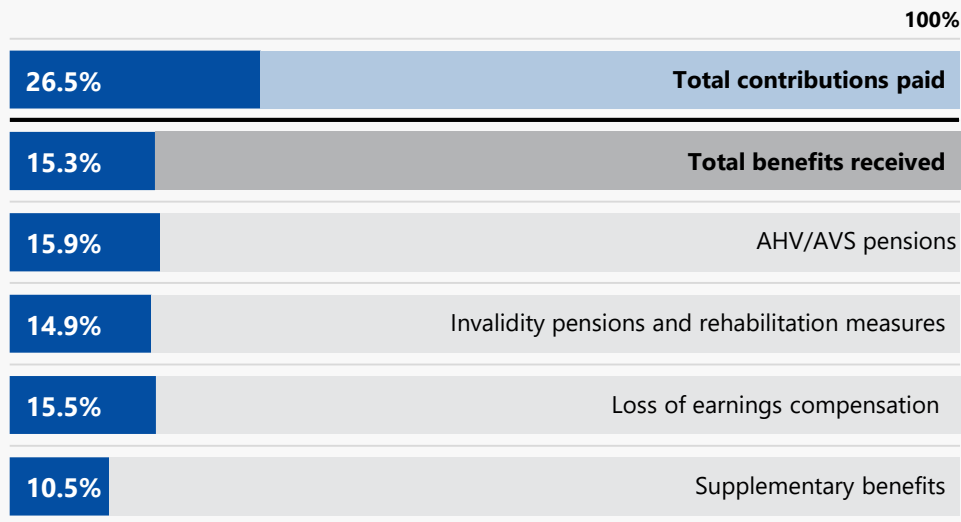 100%
26.5% Total contributions paid
15.3% Total benefits received
15.9% AHV/AVS pensions
14.9% Invalidity pensions and rehabilitation measures
15.5% Loss of earnings compensation
10.5% Supplementary benefits